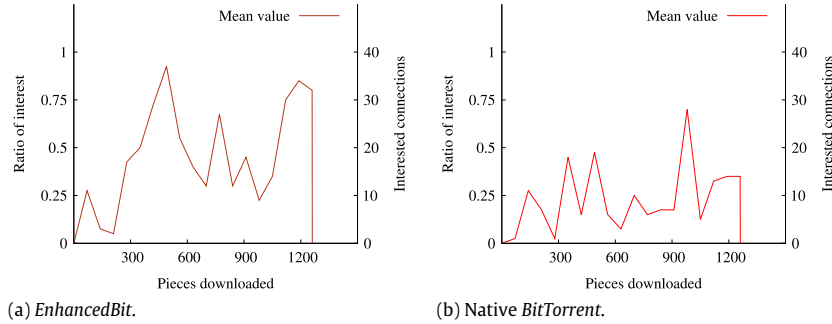 Mean value
1
0.75
0.5
0.25
0
Ratio of interest
40
30
20
10
0
Interested connections
300 600 900 1200
Pieces downloaded
(a) EnhancedBit.
Mean value
1
0.75
0.5
0.25
0
Ratio of interest
40
30
20
10
0
Interested connections
300 600 900 1200
Pieces downloaded
(b) Native BitTorrent.